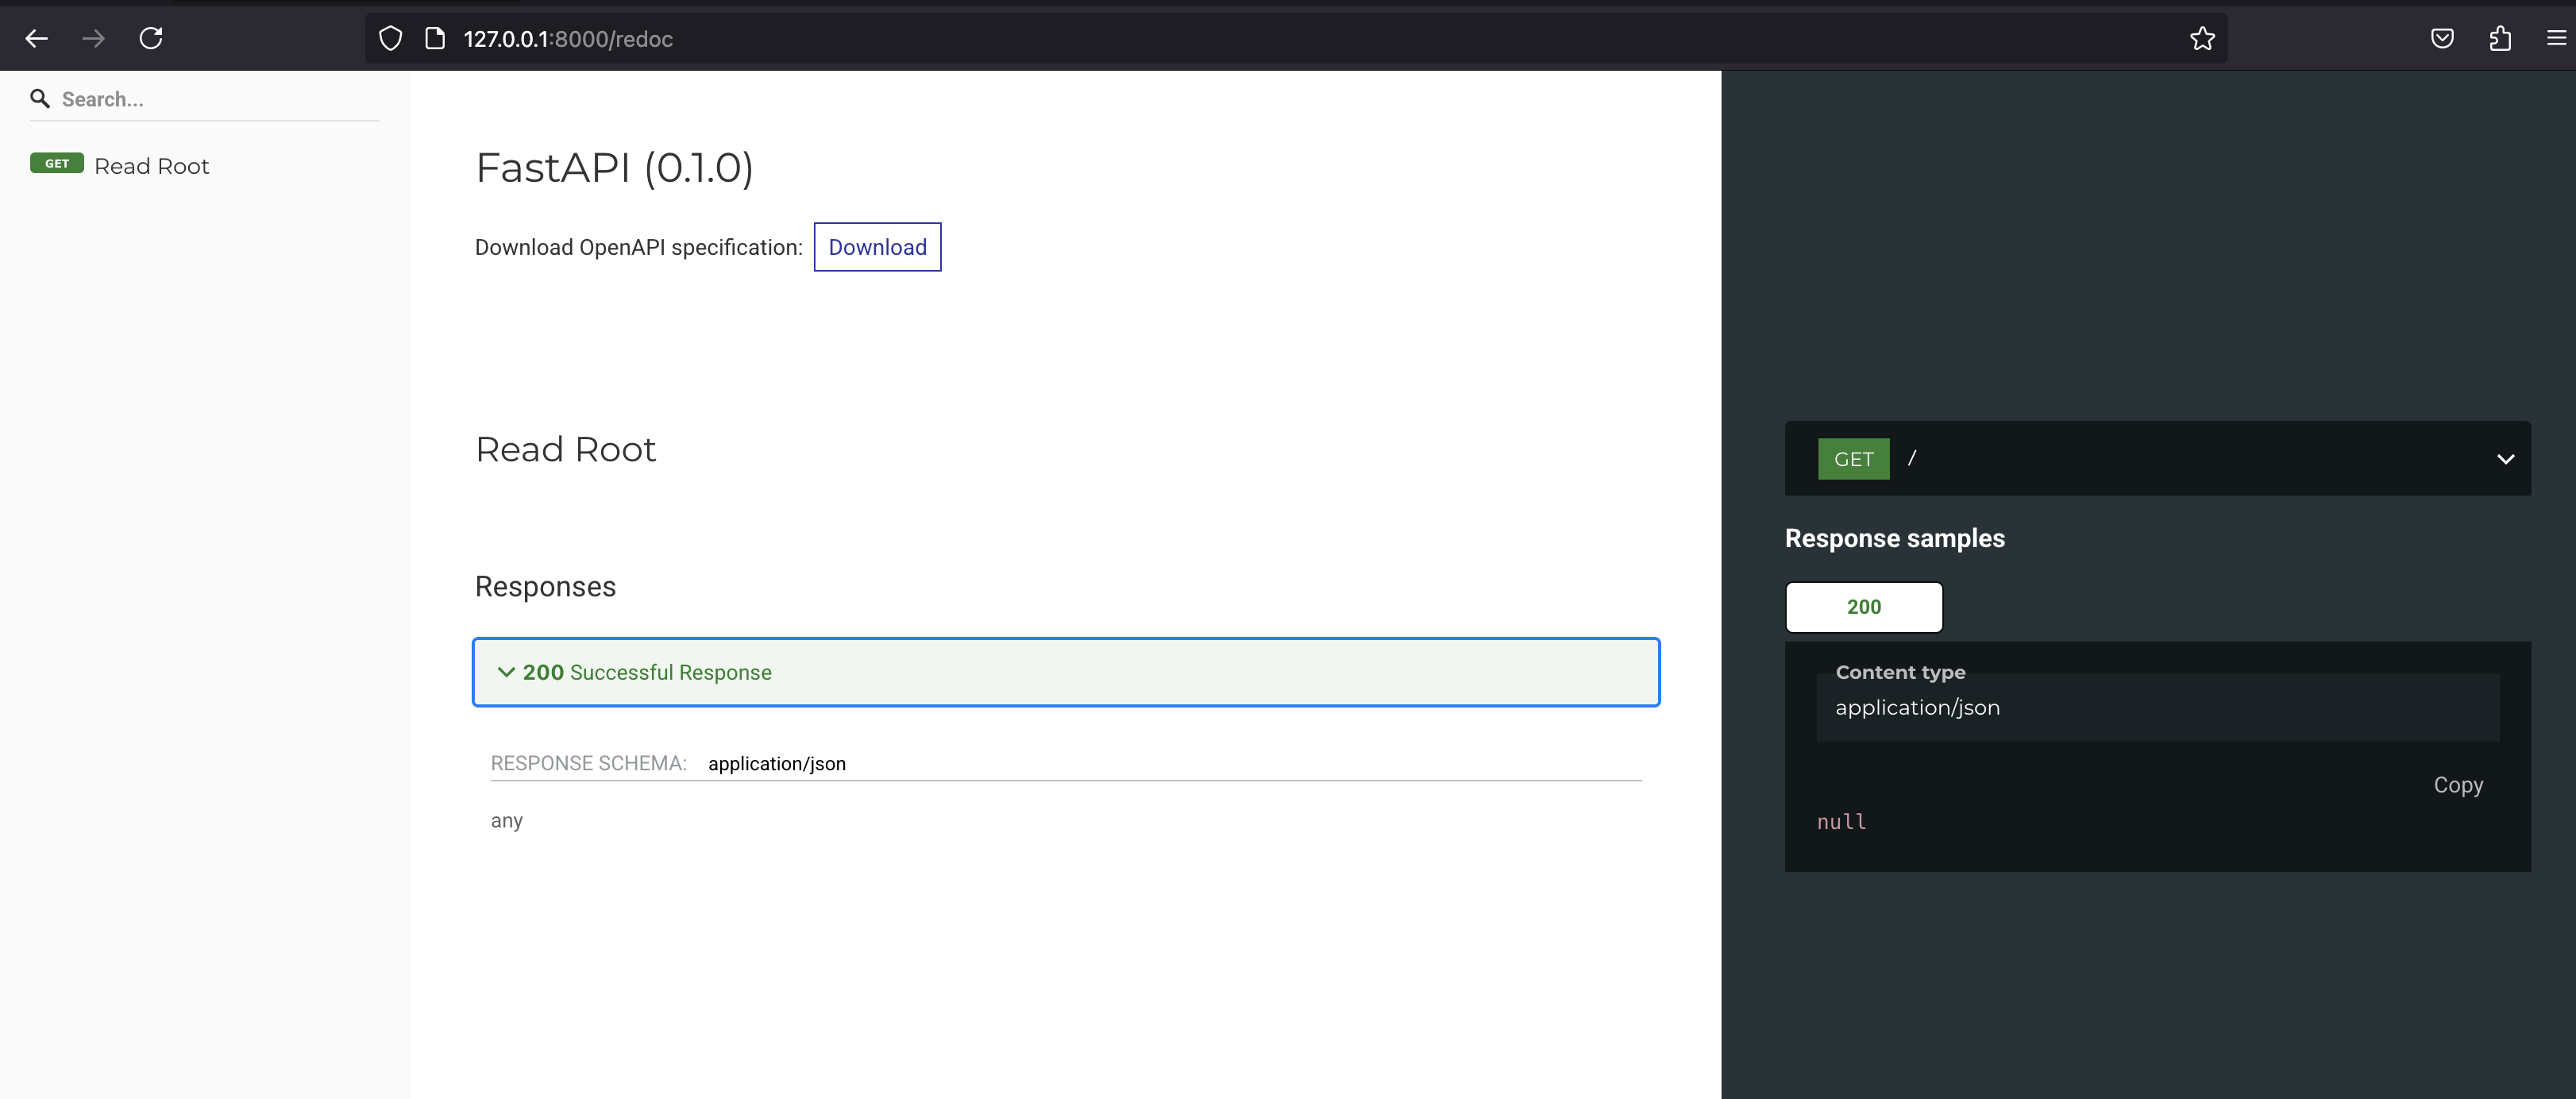 127.0.0.1:8000/redoc
Search...
GET Read Root
FastAPI (0.1.0)
Download OpenAPI specification: Download
Read Root
Responses
200 Successful Response
RESPONSE SCHEMA: application/json
any
GET /
Response samples
200
Content type
application/json
Copy
null